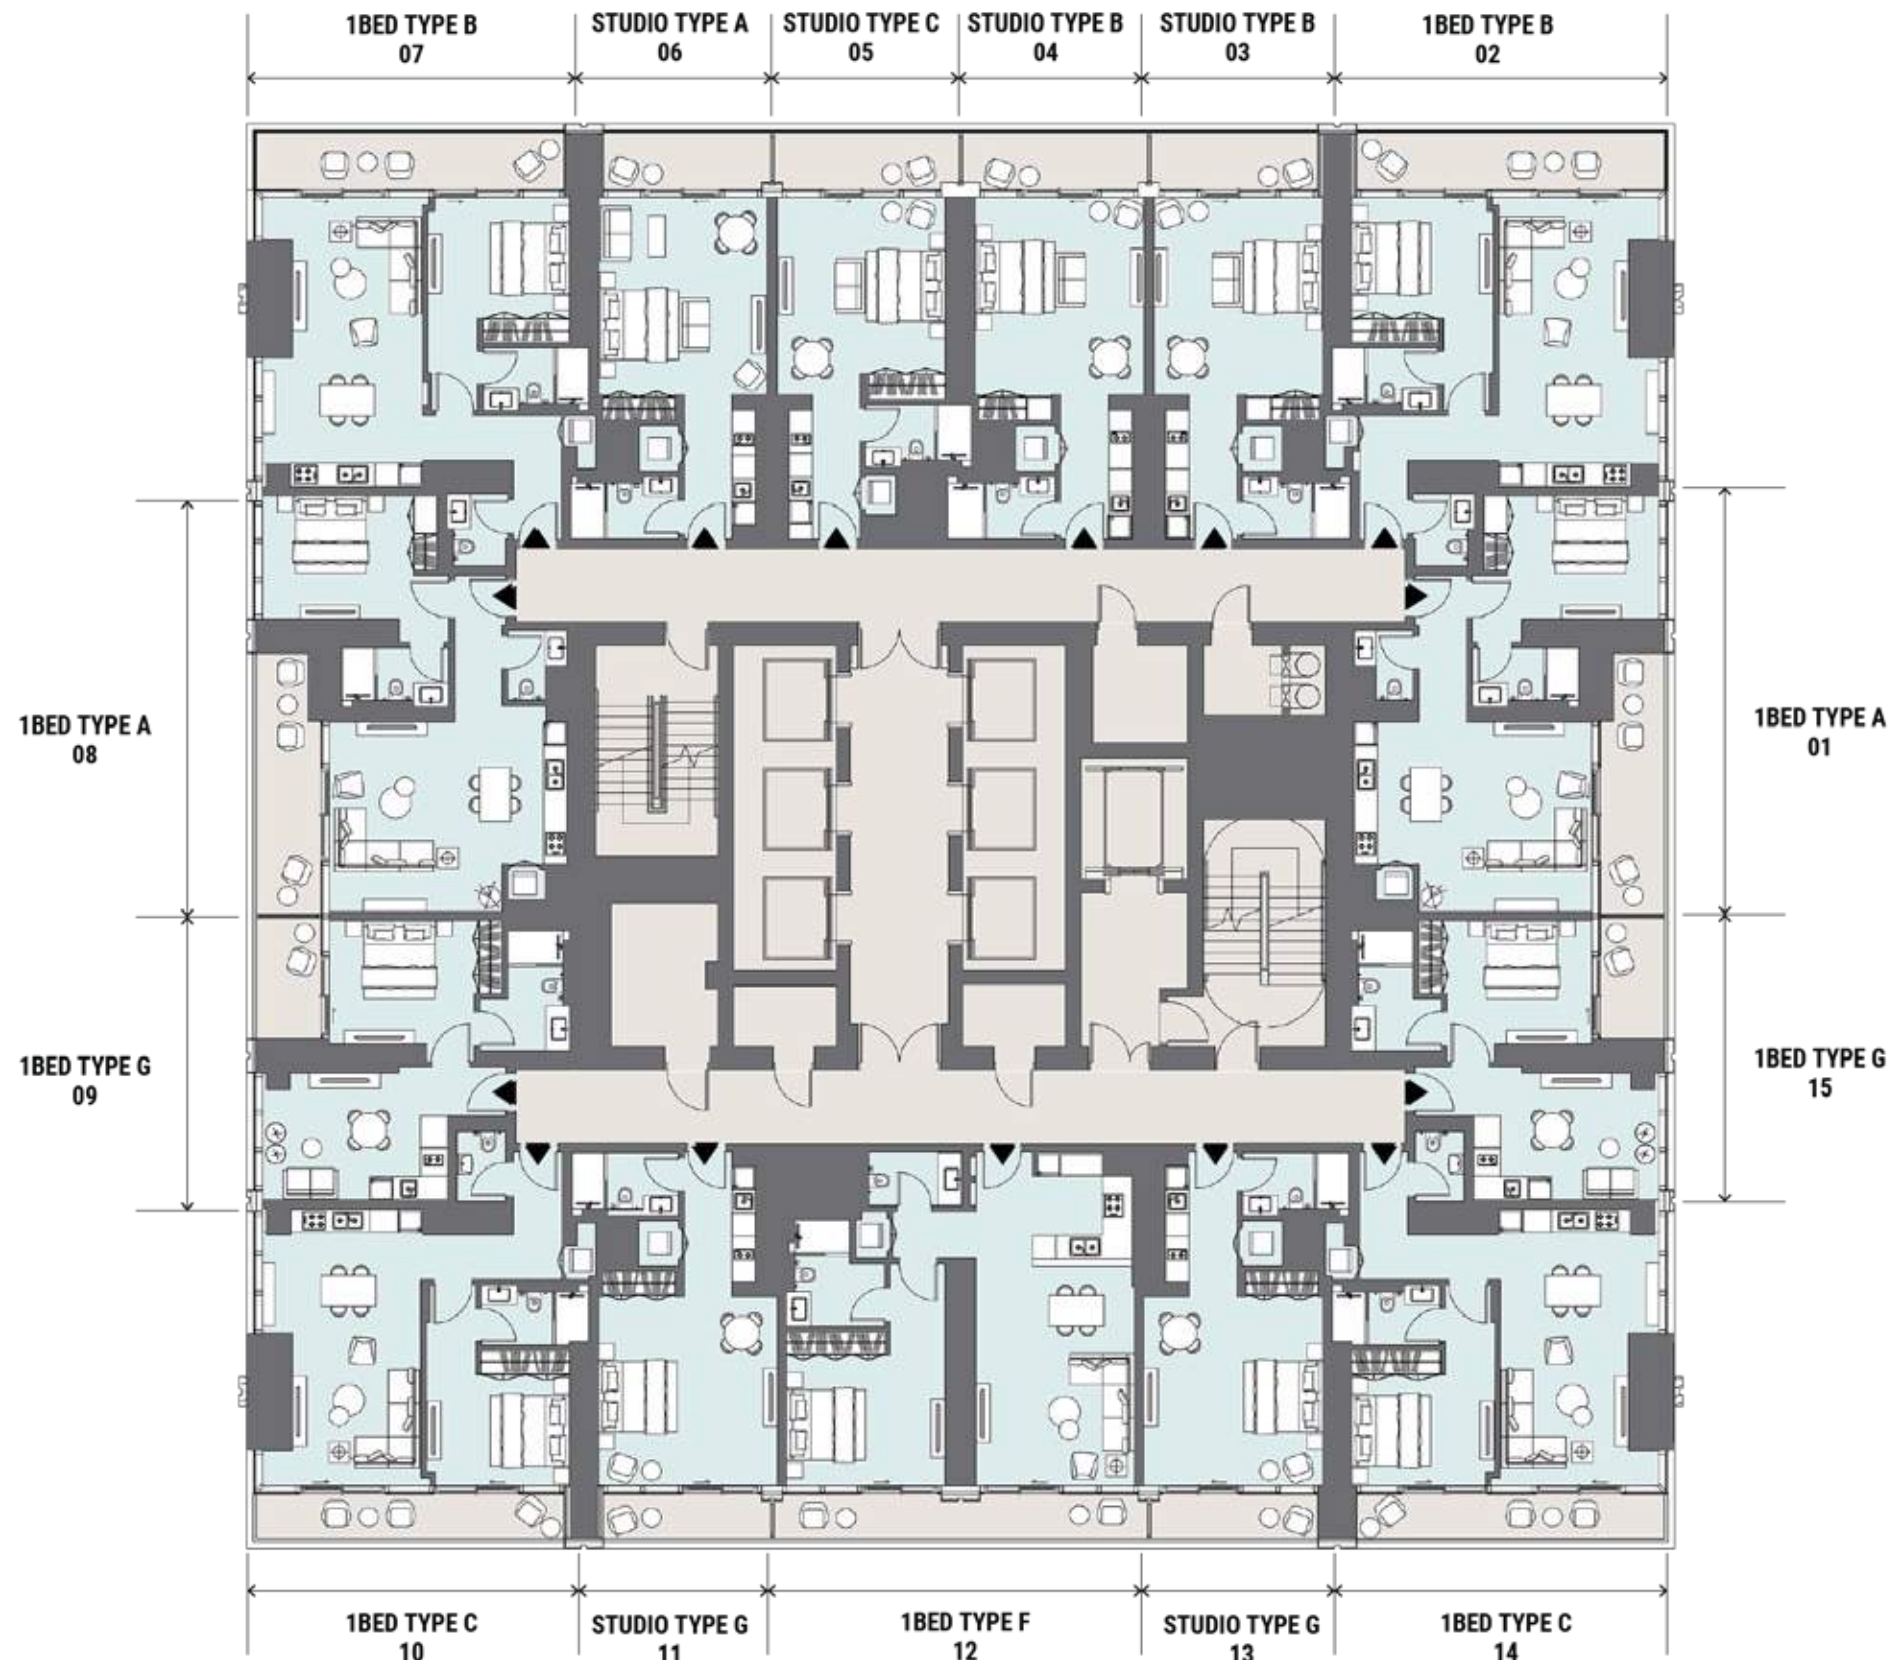 1BED TYPE B
07
STUDIO TYPE A
06
STUDIO TYPE C
05
STUDIO TYPE B
04
STUDIO TYPE B
03
1BED TYPE B
02
1BED TYPE A
08
1BED TYPE A
01
1BED TYPE G
09
1BED TYPE G
15
1BED TYPE C
10
STUDIO TYPE G
11
1BED TYPE F
12
STUDIO TYPE G
13
1BED TYPE C
14